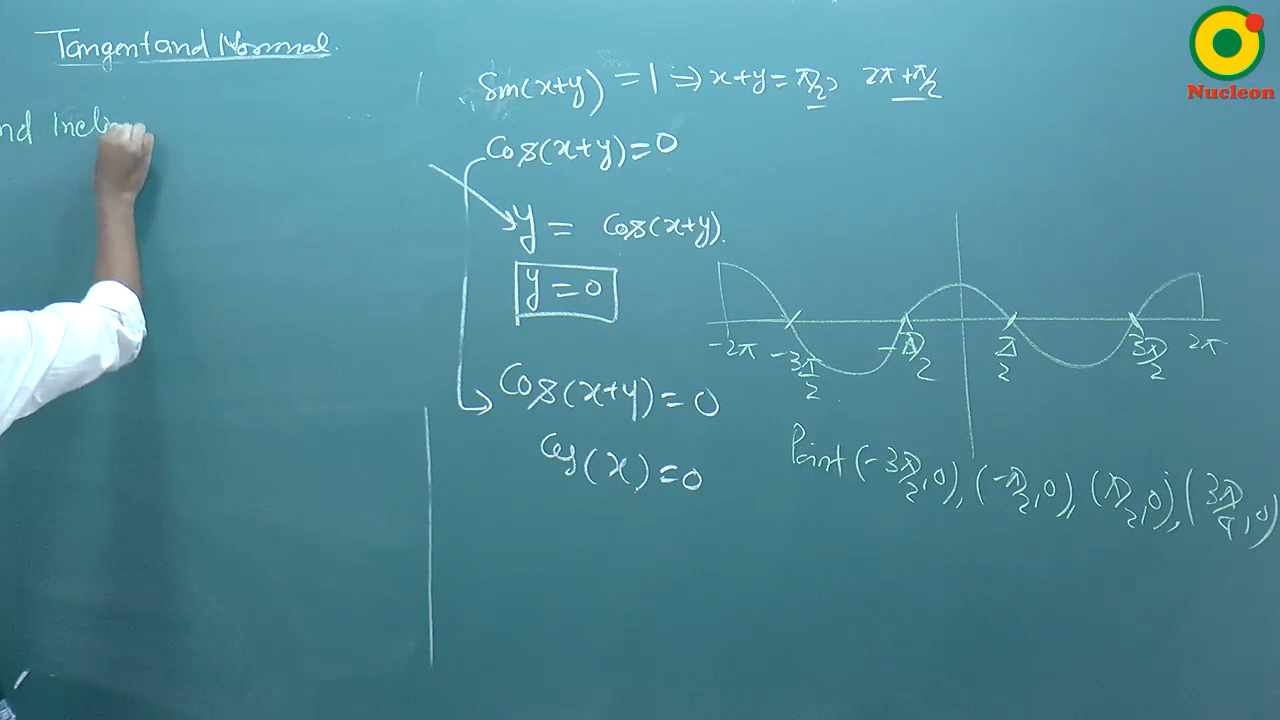 Tangent and Normal.
nd Incli
Sin(x+y) = 1 ⇒ x+y = π/2, 2π+π/2
Cos(x+y)=0
y = Cos(x+y).
y = 0
-2π -3π/2 -π/2 π/2 3π/2 2π
Cos(x+y) = 0
Cos(x) = 0
Point (-3π/2, 0), (-π/2, 0), (π/2, 0), (3π/4, 0)
Nucleon